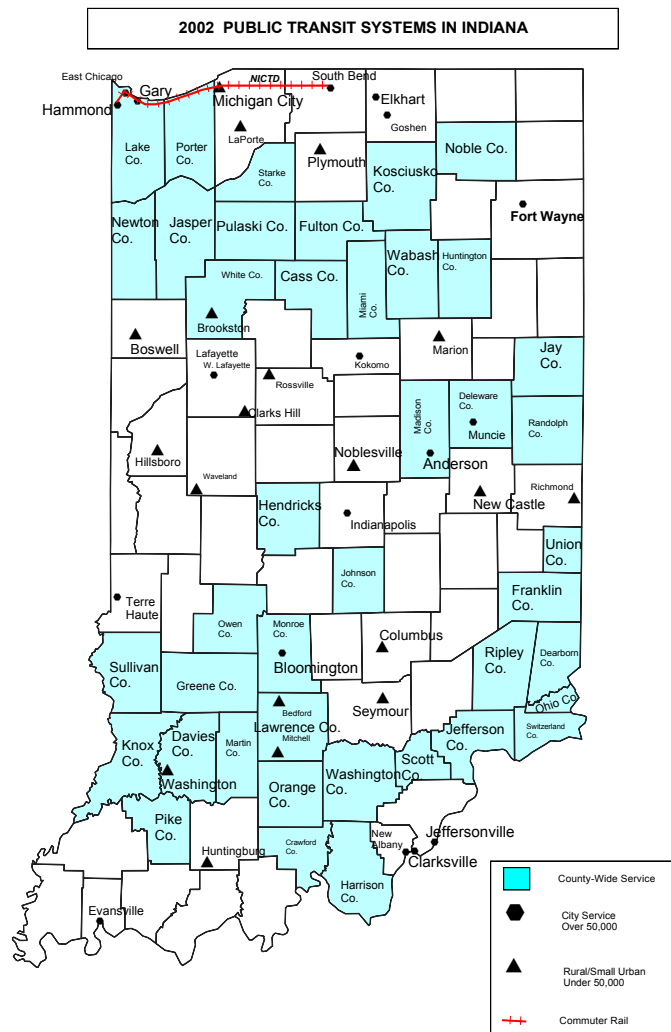 2002 PUBLIC TRANSIT SYSTEMS IN INDIANA
East Chicago
Gary
NICTD
South Bend
Hammond
Michigan City
Elkhart
Goshen
LaPorte
Lake
Co.
Porter
Co.
Plymouth
Starke
Co.
Kosciusko
Co.
Noble Co.
Fort Wayne
Newton
Co.
Jasper
Co.
Pulaski Co.
Fulton Co.
Wabash
Co.
Huntington
Co.
White Co.
Cass Co.
Miami
Co.
Brookston
Boswell
Marion
Lafayette
W. Lafayette
Kokomo
Jay
Co.
Rossville
Clarks Hill
Madison
Co.
Deleware
Co.
Muncie
Randolph
Co.
Hillsboro
Noblesville
Anderson
Waveland
Richmond
New Castle
Hendricks
Co.
Indianapolis
Union
Co.
Johnson
Co.
Franklin
Co.
Terre
Haute
Owen
Co.
Monroe
Co.
Columbus
Bloomington
Sullivan
Co.
Greene Co.
Ripley
Co.
Dearborn
Co.
Ohio Co.
Bedford
Lawrence Co.
Mitchell
Seymour
Jefferson
Co.
Switzerland
Co.
Knox
Co.
Davies
Co.
Martin
Co.
Washington
Orange
Co.
Washington
Co.
Scott
Co.
Pike
Co.
Huntingburg
Crawford
Co.
New
Albany
Jeffersonville
Clarksville
Harrison
Co.
Evansville
County-Wide Service
City Service
Over 50,000
Rural/Small Urban
Under 50,000
Commuter Rail